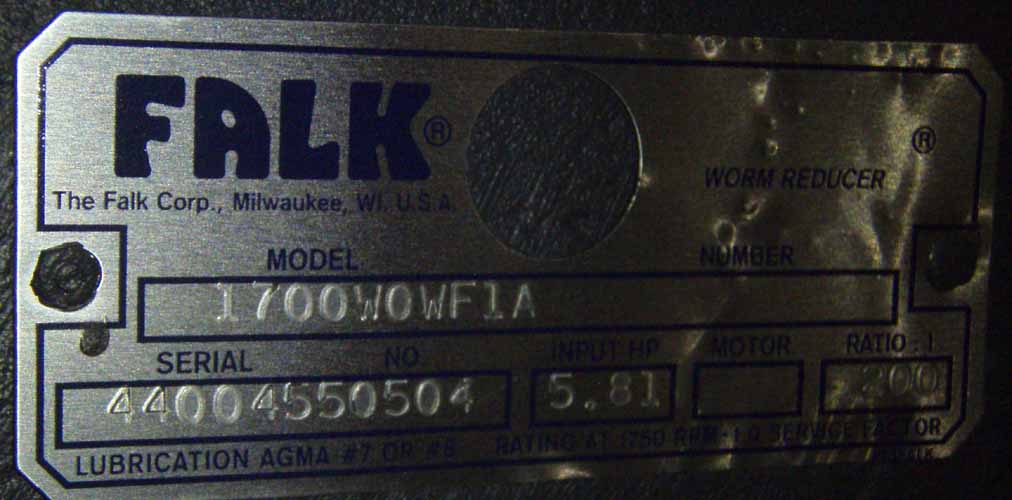 FALK®
®
WORM REDUCER
The Falk Corp., Milwaukee, WI. U.S.A.
MODEL NUMBER
1700WOWF1A
SERIAL NO INPUT HP MOTOR RATIO : 1
44004550504 5.81 200
LUBRICATION AGMA #7 OR #8 RATING AT 1750 RPM-1.0 SERVICE FACTOR